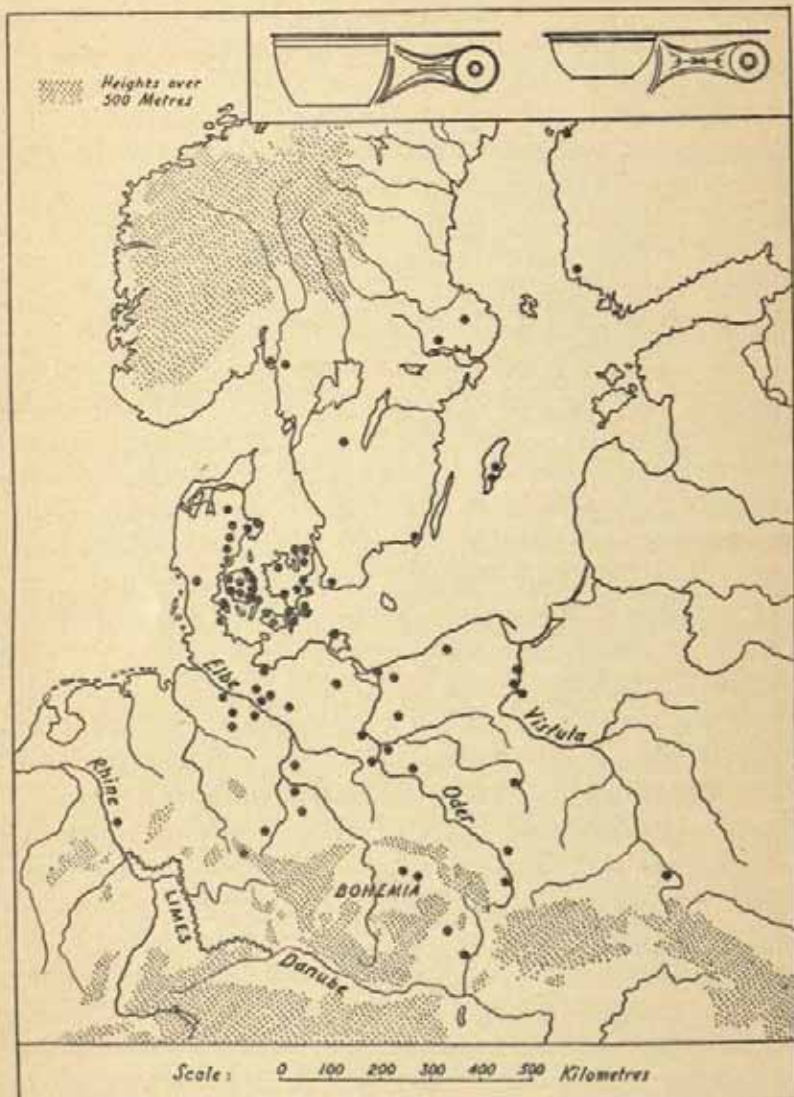 Heights over
500 Metres
Elbe
Vistula
Rhine
Oder
BOHEMIA
LIMES
Danube
Scale: 0 100 200 300 400 500 Kilometres